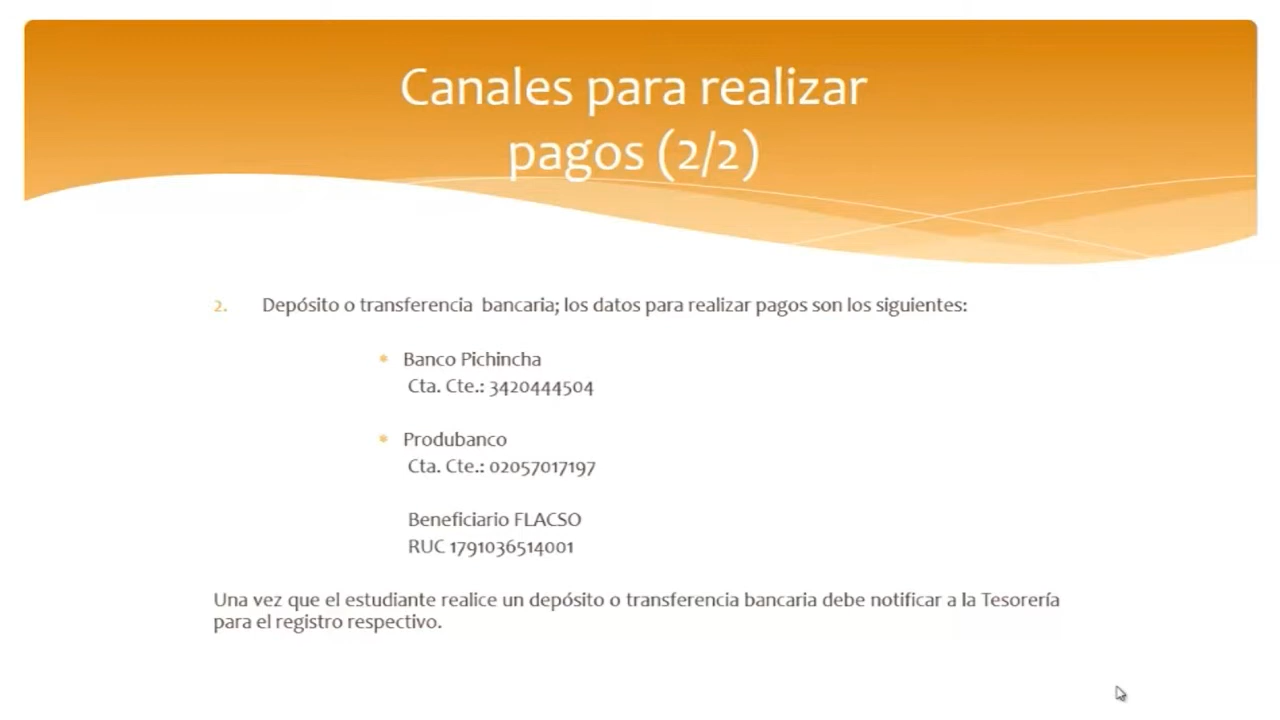 Canales para realizar
pagos (2/2)
2. Depósito o transferencia bancaria; los datos para realizar pagos son los siguientes:
Banco Pichincha
Cta. Cte.: 3420444504
Produbanco
Cta. Cte.: 02057017197
Beneficiario FLACSO
RUC 1791036514001
Una vez que el estudiante realice un depósito o transferencia bancaria debe notificar a la Tesorería
para el registro respectivo.